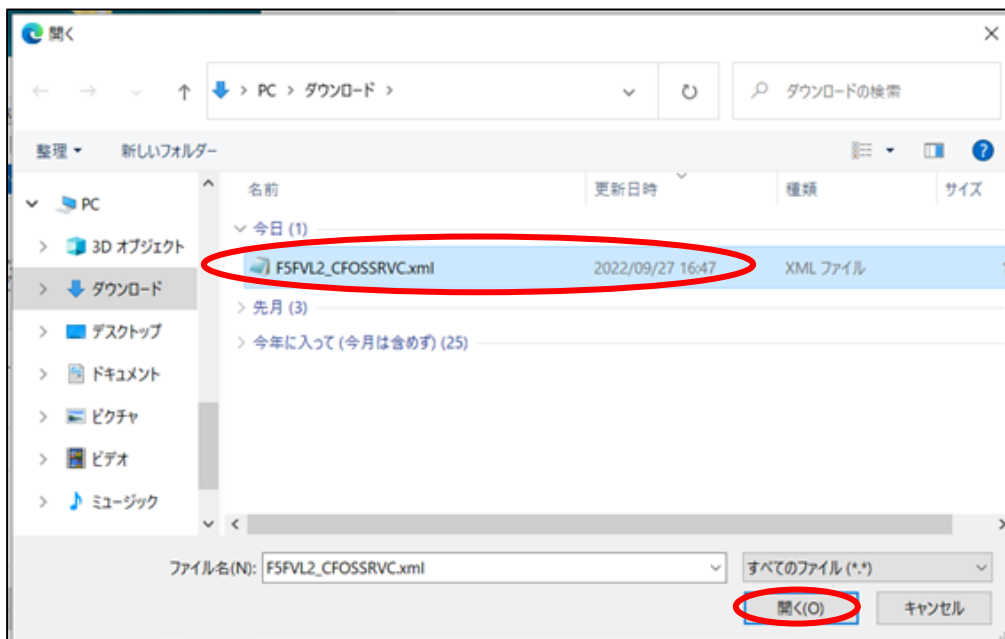 開く
PC > ダウンロード >
ダウンロードの検索
整理
新しいフォルダー
名前
更新日時
種類
サイズ
PC
3D オブジェクト
ダウンロード
デスクトップ
ドキュメント
ピクチャ
ビデオ
ミュージック
今日 (1)
F5FVL2_CFOSSRVC.xml
2022/09/27 16:47
XML ファイル
先月 (3)
今年に入って (今月は含めず) (25)
ファイル名(N):
F5FVL2_CFOSSRVC.xml
すべてのファイル (*.*)
開く(O)
キャンセル